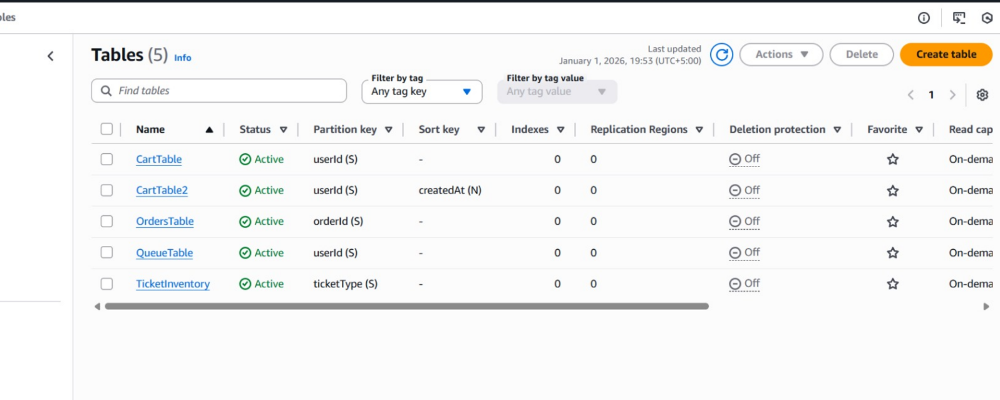 bles
Tables (5) Info
Last updated
January 1, 2026, 19:53 (UTC+5:00)
Actions
Delete
Create table
Find tables
Filter by tag
Any tag key
Filter by tag value
Any tag value
1
Name Status Partition key Sort key Indexes Replication Regions Deletion protection Favorite Read cap
CartTable Active userId (S) - 0 0 Off On-dema
CartTable2 Active userId (S) createdAt (N) 0 0 Off On-dema
OrdersTable Active orderId (S) - 0 0 Off On-dema
QueueTable Active userId (S) - 0 0 Off On-dema
TicketInventory Active ticketType (S) - 0 0 Off On-dema